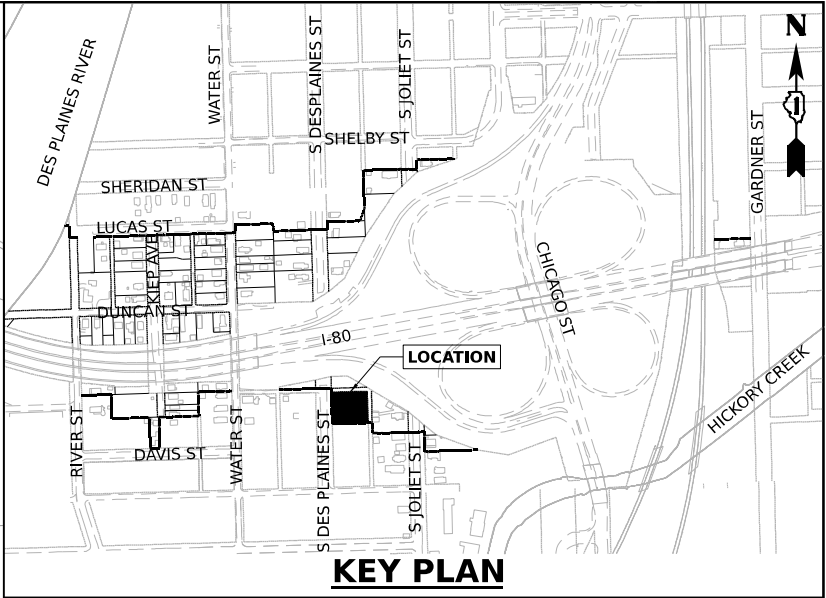 N
1
DES PLAINES RIVER
WATER ST
S DESPLAINES ST
S JOLIET ST
SHELBY ST
GARDNER ST
SHERIDAN ST
LUCAS ST
KIEP AVE
CHICAGO ST
DUNCAN ST
I-80
LOCATION
HICKORY CREEK
RIVER ST
DAVIS ST
WATER ST
S DES PLAINES ST
S JOLIET ST
KEY PLAN